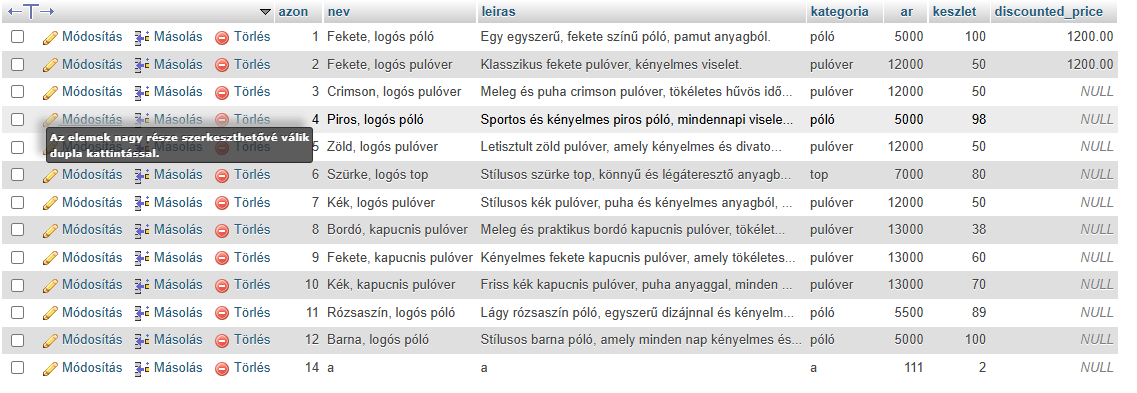 azon nev leiras kategoria ar keszlet discounted_price
Módosítás Másolás Törlés 1 Fekete, logós póló Egy egyszerű, fekete színű póló, pamut anyagból. póló 5000 100 1200.00
Módosítás Másolás Törlés 2 Fekete, logós pulóver Klasszikus fekete pulóver, kényelmes viselet. pulóver 12000 50 1200.00
Módosítás Másolás Törlés 3 Crimson, logós pulóver Meleg és puha crimson pulóver, tökéletes hűvös idő... pulóver 12000 50 NULL
Módosítás Másolás Törlés 4 Piros, logós póló Sportos és kényelmes piros póló, mindennapi visele... póló 5000 98 NULL
Az elemek nagy része szerkeszthetővé válik
dupla kattintással.
Törlés 5 Zöld, logós pulóver Letisztult zöld pulóver, amely kényelmes és divato... pulóver 12000 50 NULL
Módosítás Másolás Törlés 6 Szürke, logós top Stílusos szürke top, könnyű és légáteresztő anyagb... top 7000 80 NULL
Módosítás Másolás Törlés 7 Kék, logós pulóver Stílusos kék pulóver, puha és kényelmes anyagból, ... pulóver 12000 50 NULL
Módosítás Másolás Törlés 8 Bordó, kapucnis pulóver Meleg és praktikus bordó kapucnis pulóver, tökélet... pulóver 13000 38 NULL
Módosítás Másolás Törlés 9 Fekete, kapucnis pulóver Kényelmes fekete kapucnis pulóver, amely tökéletes... pulóver 13000 60 NULL
Módosítás Másolás Törlés 10 Kék, kapucnis pulóver Friss kék kapucnis pulóver, puha anyaggal, minden ... pulóver 13000 70 NULL
Módosítás Másolás Törlés 11 Rózsaszín, logós póló Lágy rózsaszín póló, egyszerű dizájnnal és kényelm... póló 5500 89 NULL
Módosítás Másolás Törlés 12 Barna, logós póló Stílusos barna póló, amely minden nap kényelmes és... póló 5500 100 NULL
Módosítás Másolás Törlés 14 a a a 111 2 NULL